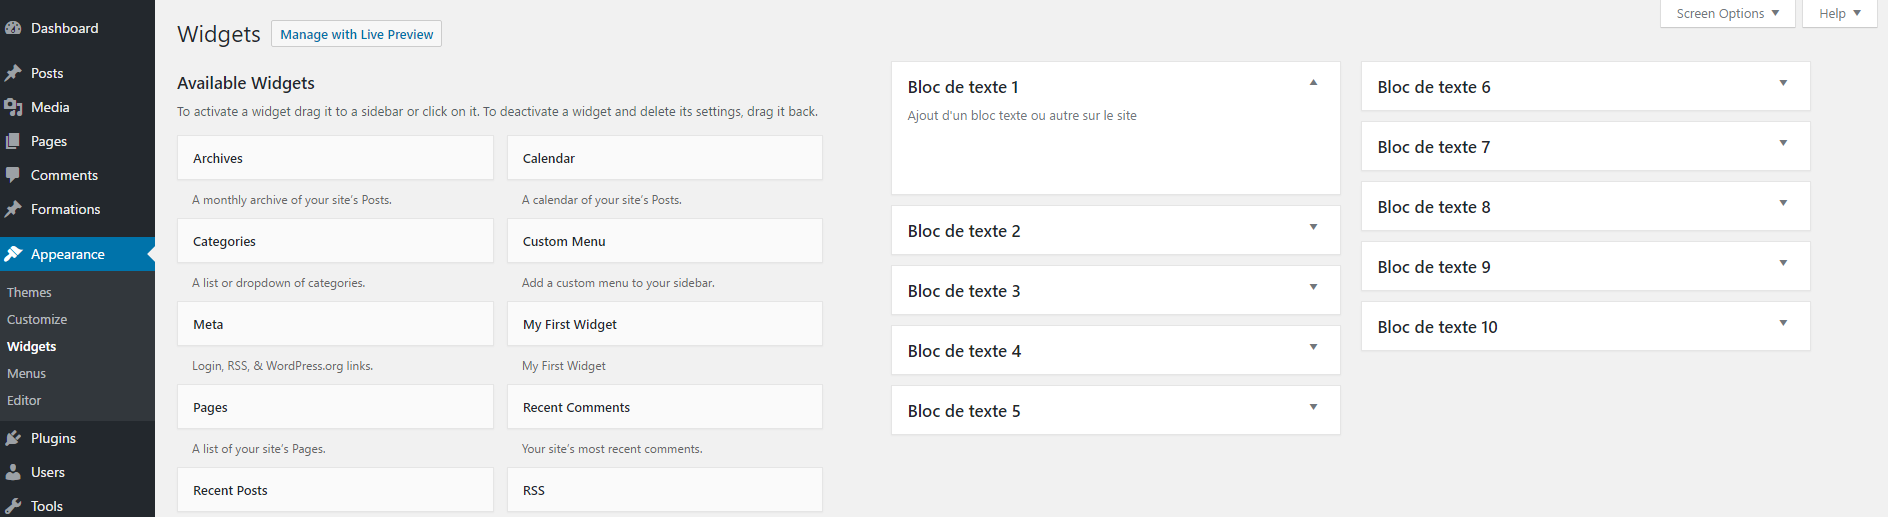 Dashboard
Posts
Media
Pages
Comments
Formations
Appearance
Themes
Customize
Widgets
Menus
Editor
Plugins
Users
Tools
Screen Options
Help
Widgets
Manage with Live Preview
Available Widgets
To activate a widget drag it to a sidebar or click on it. To deactivate a widget and delete its settings, drag it back.
Archives
A monthly archive of your site’s Posts.
Calendar
A calendar of your site’s Posts.
Categories
A list or dropdown of categories.
Custom Menu
Add a custom menu to your sidebar.
Meta
Login, RSS, & WordPress.org links.
My First Widget
My First Widget
Pages
A list of your site’s Pages.
Recent Comments
Your site’s most recent comments.
Recent Posts
RSS
Bloc de texte 1
Ajout d'un bloc texte ou autre sur le site
Bloc de texte 2
Bloc de texte 3
Bloc de texte 4
Bloc de texte 5
Bloc de texte 6
Bloc de texte 7
Bloc de texte 8
Bloc de texte 9
Bloc de texte 10